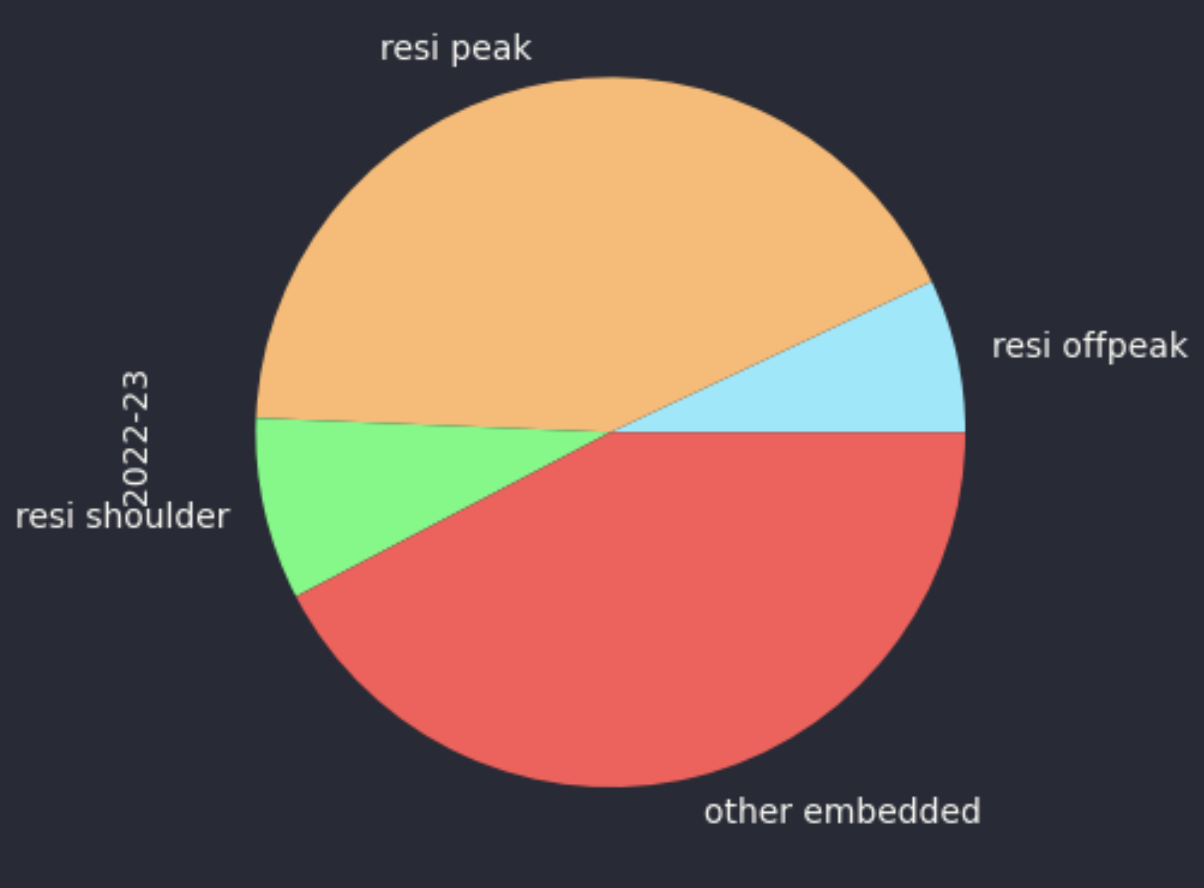 resi peak
resi offpeak
2022-23
resi shoulder
other embedded